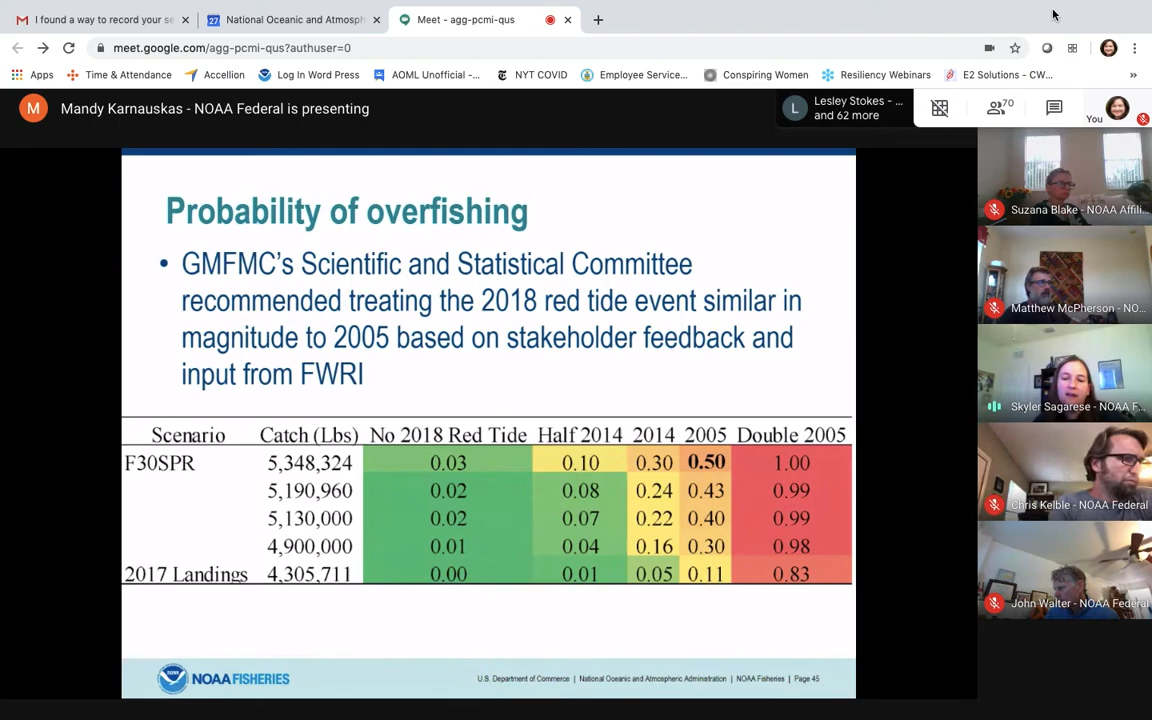 I found a way to record your se
National Oceanic and Atmosph
Meet - agg-pcmi-qus
meet.google.com/agg-pcmi-qus?authuser=0
Apps
Time & Attendance
Accellion
Log In Word Press
AOML Unofficial -...
NYT COVID
Employee Service...
Conspiring Women
Resiliency Webinars
E2 Solutions - CW...
»
M
Mandy Karnauskas - NOAA Federal is presenting
L
Lesley Stokes - ...
and 62 more
70
You
Probability of overfishing
• GMFMC's Scientific and Statistical Committee
recommended treating the 2018 red tide event similar in
magnitude to 2005 based on stakeholder feedback and
input from FWRI
Scenario Catch (Lbs) No 2018 Red Tide Half 2014 2014 2005 Double 2005
F30SPR 5,348,324 0.03 0.10 0.30 0.50 1.00
5,190,960 0.02 0.08 0.24 0.43 0.99
5,130,000 0.02 0.07 0.22 0.40 0.99
4,900,000 0.01 0.04 0.16 0.30 0.98
2017 Landings 4,305,711 0.00 0.01 0.05 0.11 0.83
NOAA FISHERIES
U.S. Department of Commerce | National Oceanic and Atmospheric Administration | NOAA Fisheries | Page 45
Suzana Blake - NOAA Affili...
Matthew McPherson - NO...
Skyler Sagarese - NOAA F...
Chris Kelble - NOAA Federal
John Walter - NOAA Federal